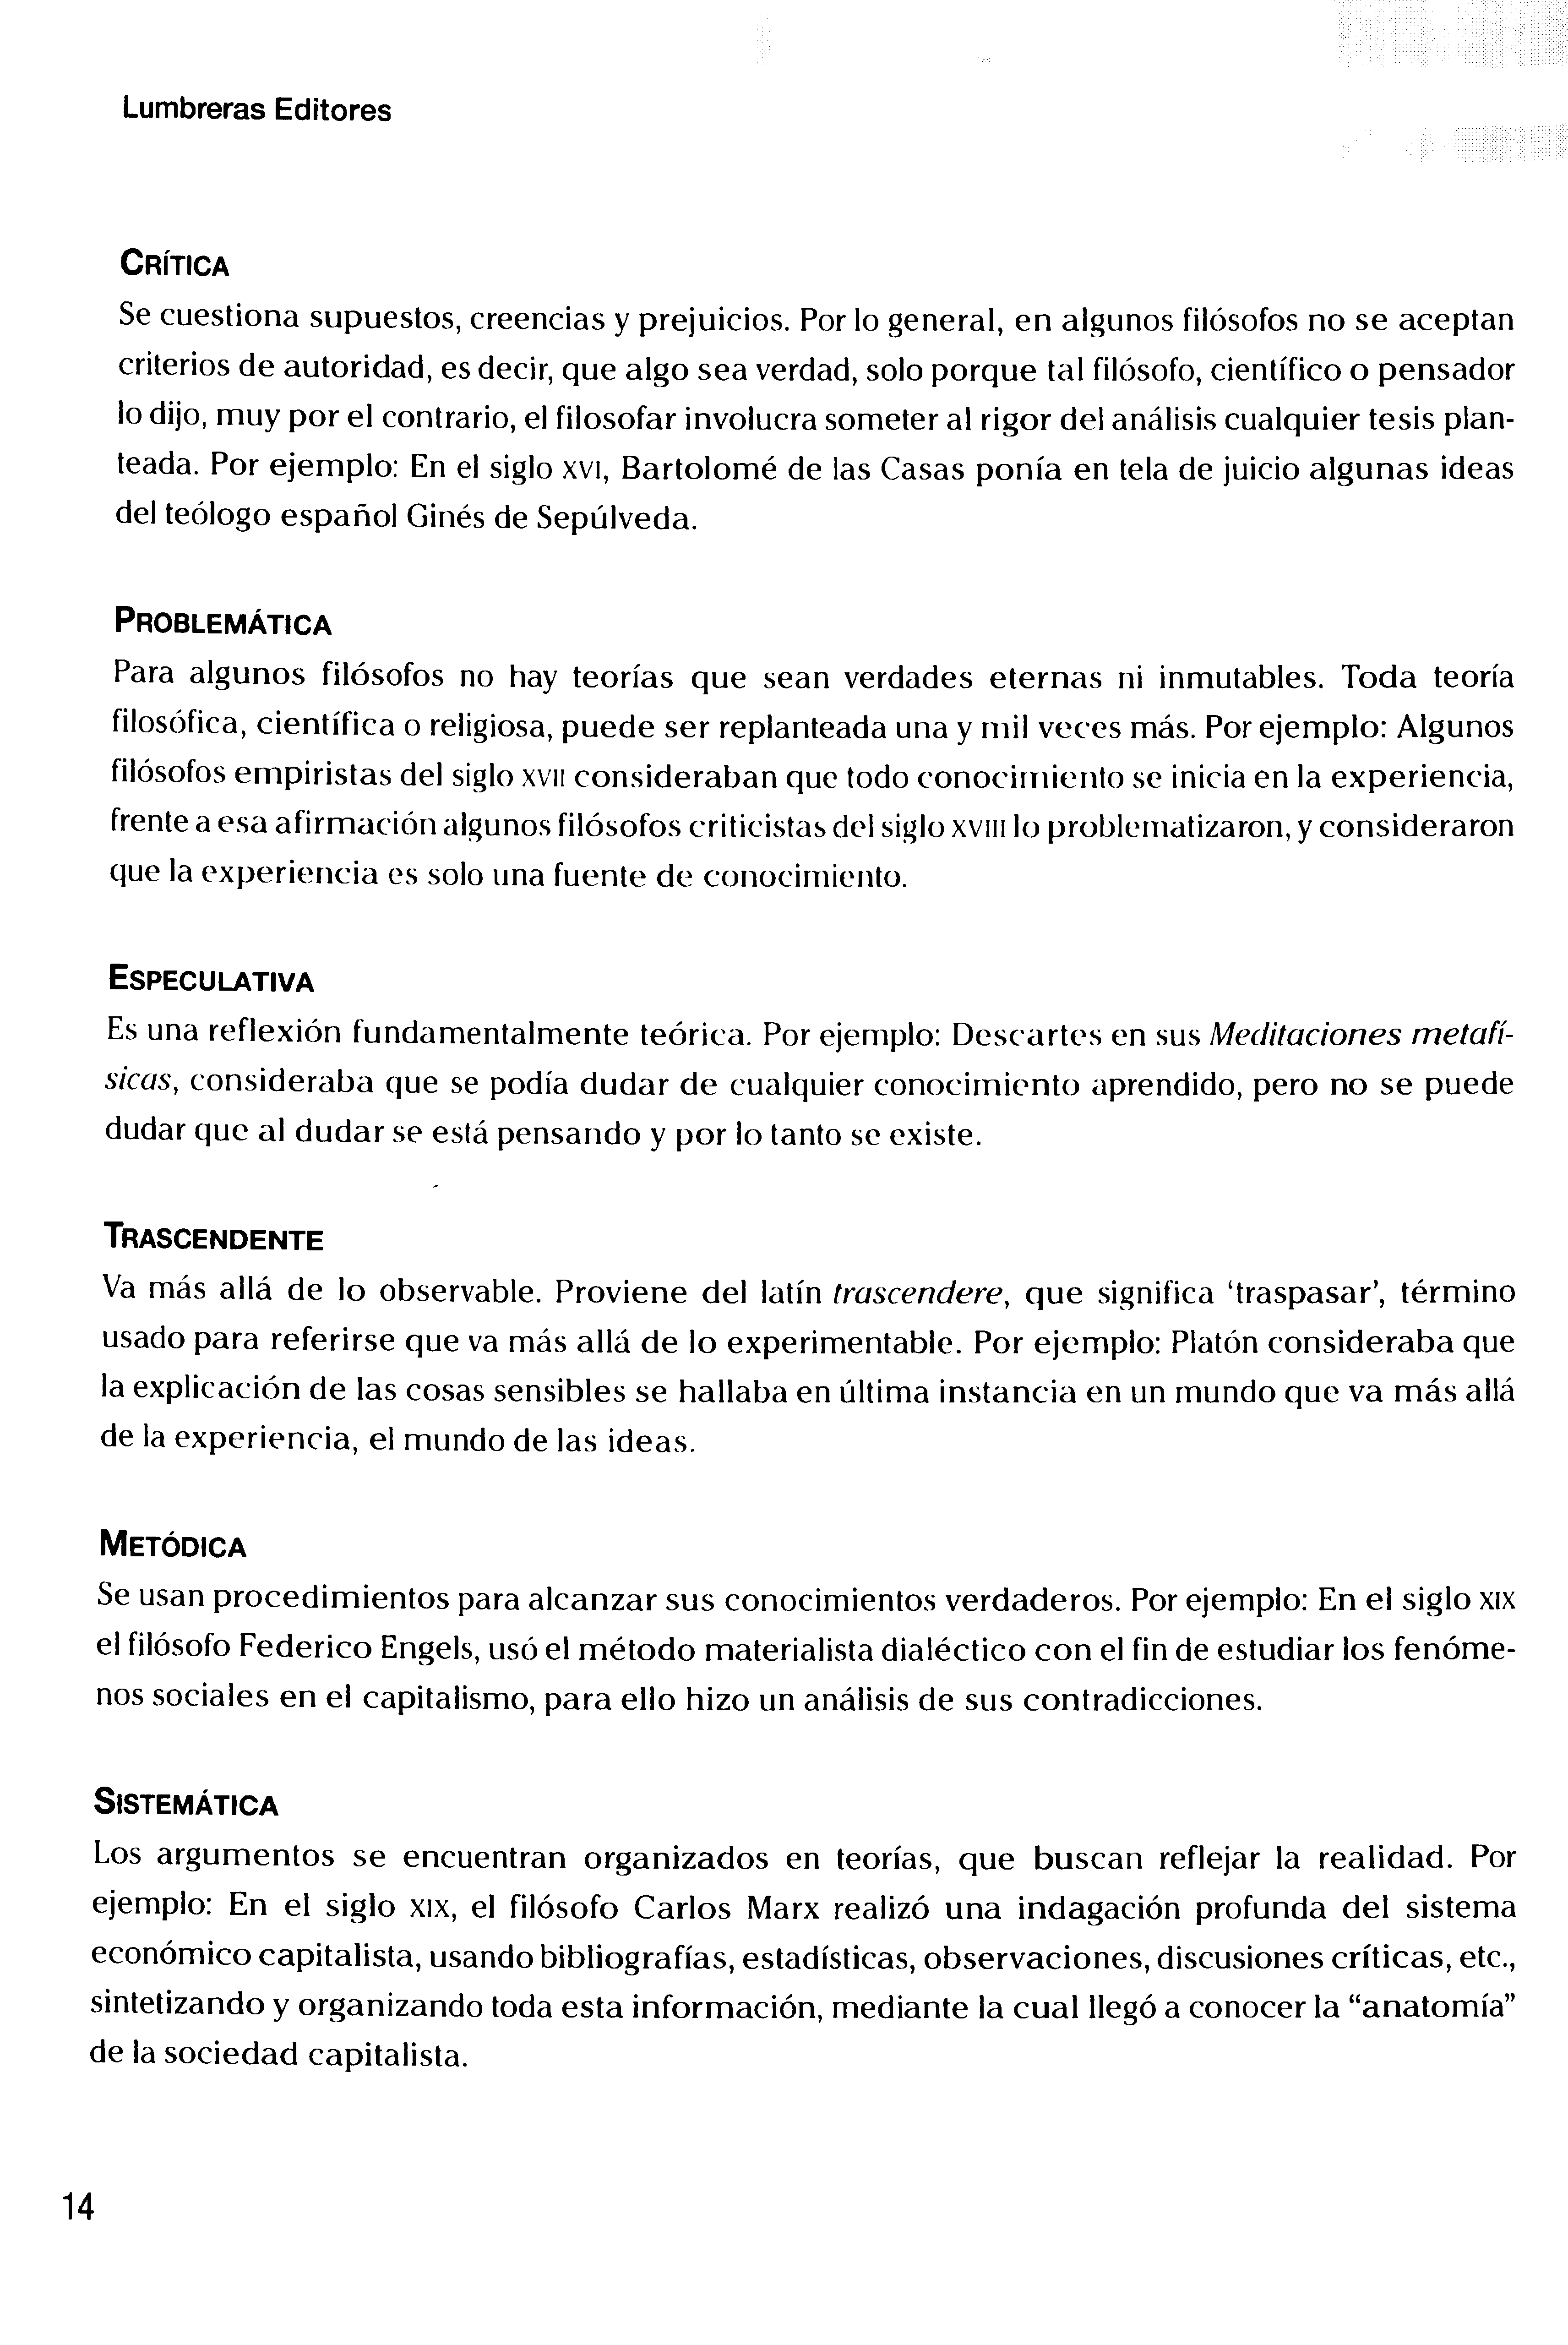 Lumbreras Editores
CRÍTICA
Se cuestiona supuestos, creencias y prejuicios. Por lo general, en algunos filósofos no se aceptan
criterios de autoridad, es decir, que algo sea verdad, solo porque tal filósofo, científico o pensador
lo dijo, muy por el contrario, el filosofar involucra someter al rigor del análisis cualquier tesis plan-
teada. Por ejemplo: En el siglo XVI, Bartolomé de las Casas ponía en tela de juicio algunas ideas
del teólogo español Ginés de Sepúlveda.
PROBLEMÁTICA
Para algunos filósofos no hay teorías que sean verdades eternas ni inmutables. Toda teoría
filosófica, científica o religiosa, puede ser replanteada una y mil veces más. Por ejemplo: Algunos
filósofos empiristas del siglo XVII consideraban que todo conocimiento se inicia en la experiencia,
frente a esa afirmación algunos filósofos criticistas del siglo XVIII lo problematizaron, y consideraron
que la experiencia es solo una fuente de conocimiento.
ESPECULATIVA
Es una reflexión fundamentalmente teórica. Por ejemplo: Descartes en sus Meditaciones metafí-
sicas, consideraba que se podía dudar de cualquier conocimiento aprendido, pero no se puede
dudar que al dudar se está pensando y por lo tanto se existe.
TRASCENDENTE
Va más allá de lo observable. Proviene del latín trascendere, que significa ‘traspasar’, término
usado para referirse que va más allá de lo experimentable. Por ejemplo: Platón consideraba que
la explicación de las cosas sensibles se hallaba en última instancia en un mundo que va más allá
de la experiencia, el mundo de las ideas.
METÓDICA
Se usan procedimientos para alcanzar sus conocimientos verdaderos. Por ejemplo: En el siglo XIX
el filósofo Federico Engels, usó el método materialista dialéctico con el fin de estudiar los fenóme-
nos sociales en el capitalismo, para ello hizo un análisis de sus contradicciones.
SISTEMÁTICA
Los argumentos se encuentran organizados en teorías, que buscan reflejar la realidad. Por
ejemplo: En el siglo XIX, el filósofo Carlos Marx realizó una indagación profunda del sistema
económico capitalista, usando bibliografías, estadísticas, observaciones, discusiones críticas, etc.,
sintetizando y organizando toda esta información, mediante la cual llegó a conocer la “anatomía”
de la sociedad capitalista.
14